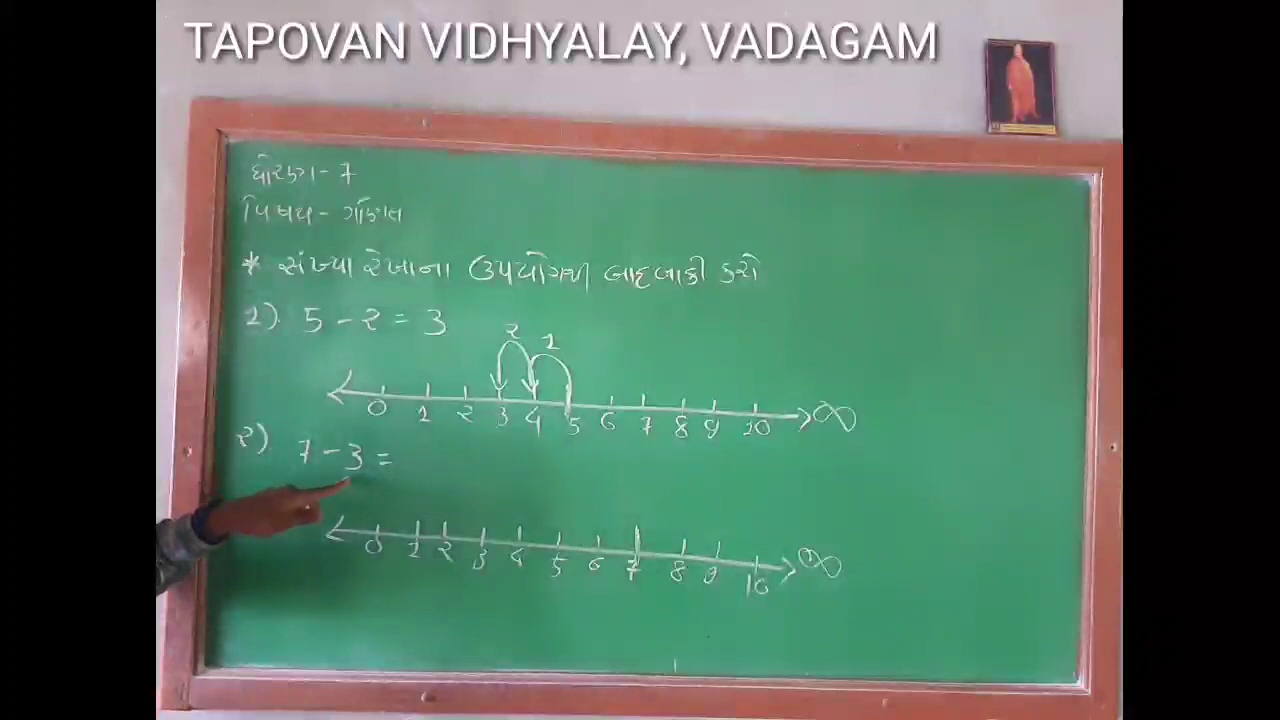 TAPOVAN VIDHYALAY, VADAGAM
ધોરણ - 7
વિષય - ગણિત
* સંખ્યા રેખાના ઉપયોગથી બાદબાકી કરો
1). 5 - 2 = 3
2 1
0 1 2 3 4 5 6 7 8 9 10 ∞
2). 7 - 3 =
0 1 2 3 4 5 6 7 8 9 10 ∞